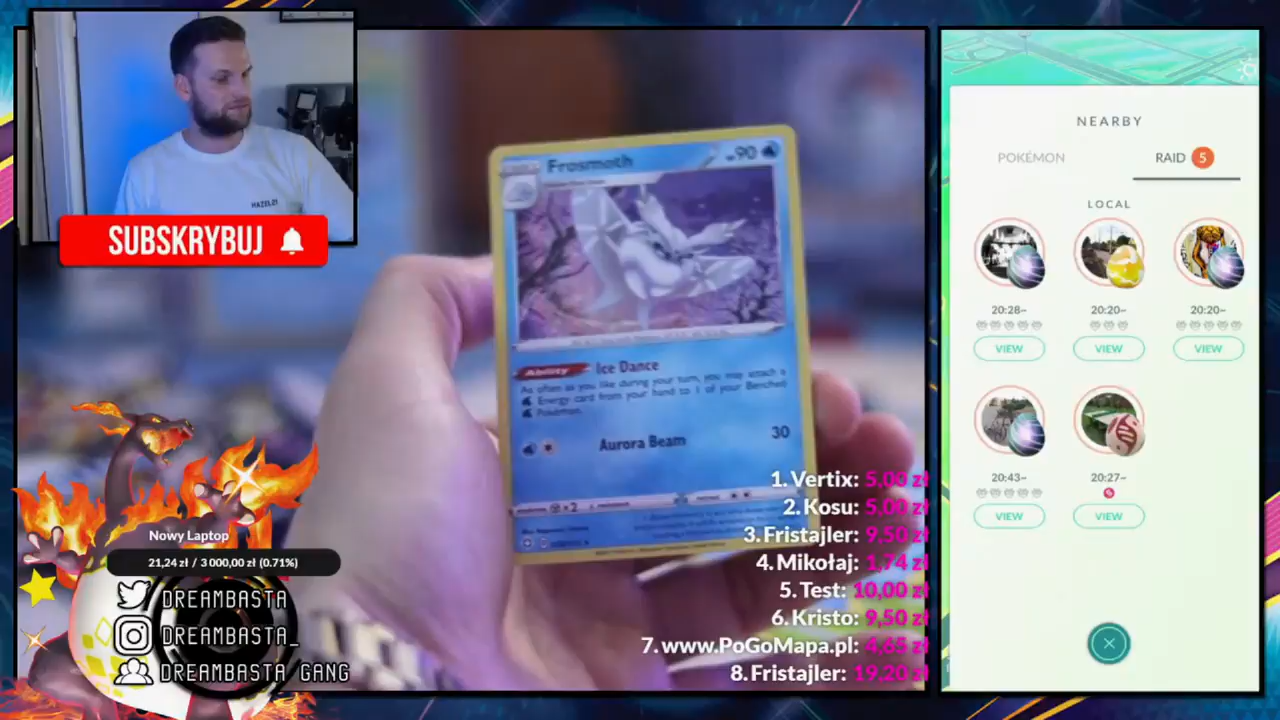 HAZEL21
SUBSKRYBUJ
Frosmoth
90
Ability Ice Dance
As often as you like during your turn, you may attach a
Energy card from your hand to 1 of your Benched
Pokémon.
Aurora Beam 30
×2
1. Vertix: 5,00 zł
2. Kosu: 5,00 zł
3. Fristajler: 9,50 zł
4. Mikołaj: 1,74 zł
5. Test: 10,00 zł
6. Kristo: 9,50 zł
7. www.PoGoMapa.pl: 4,65 zł
8. Fristajler: 19,20 zł
Nowy Laptop
21,24 zł / 3 000,00 zł (0.71%)
DREAMBASTA
DREAMBASTA_
DREAMBASTA GANG
NEARBY
POKÉMON RAID 5
LOCAL
20:28~ 20:20~ 20:20~
VIEW VIEW VIEW
20:43~ 20:27~
VIEW VIEW